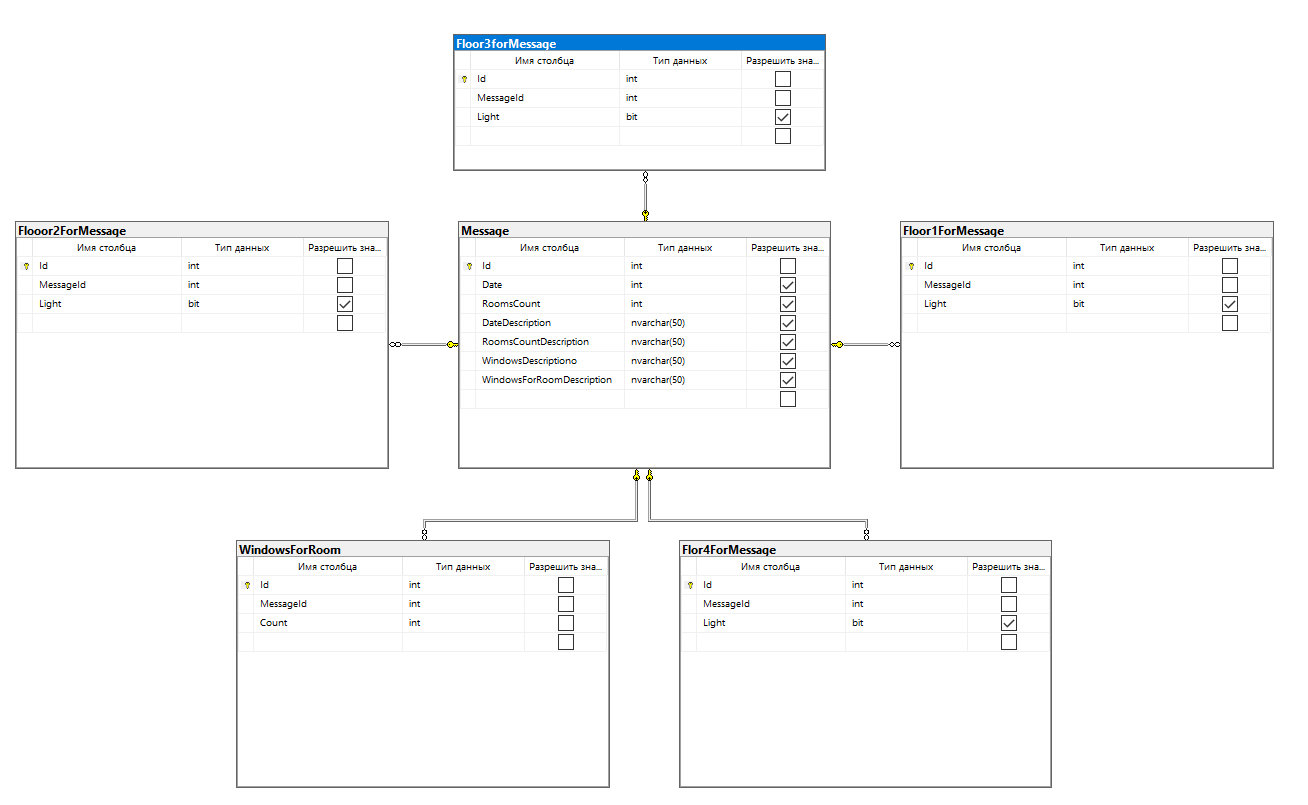 Floor3forMessage
Имя столбца Тип данных Разрешить зна...
Id int
MessageId int
Light bit
Flooor2ForMessage
Имя столбца Тип данных Разрешить зна...
Id int
MessageId int
Light bit
Message
Имя столбца Тип данных Разрешить зна...
Id int
Date int
RoomsCount int
DateDescription nvarchar(50)
RoomsCountDescription nvarchar(50)
WindowsDescriptiono nvarchar(50)
WindowsForRoomDescription nvarchar(50)
Floor1ForMessage
Имя столбца Тип данных Разрешить зна...
Id int
MessageId int
Light bit
WindowsForRoom
Имя столбца Тип данных Разрешить зна...
Id int
MessageId int
Count int
Flor4ForMessage
Имя столбца Тип данных Разрешить зна...
Id int
MessageId int
Light bit